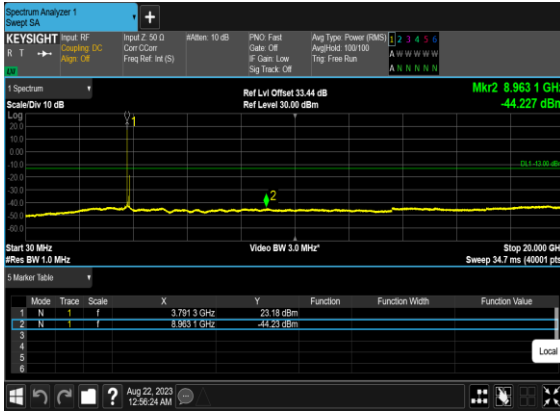 Spectrum Analyzer 1
Swept SA
+
KEYSIGHT Input: RF Input Z: 50 Ω #Atten: 10 dB PNO: Fast Avg Type: Power (RMS) 1 2 3 4 5 6
R T Coupling: DC Corr CCorr Gate: Off Avg|Hold: 100/100 A W W W W W
Align: Off Freq Ref: Int (S) IF Gain: Low Trig: Free Run
Sig Track: Off A N N N N N
1 Spectrum Ref Lvl Offset 33.44 dB Mkr2 8.963 1 GHz
Scale/Div 10 dB Ref Level 30.00 dBm -44.227 dBm
Log
20.0
10.0
0.00
-10.0
-20.0
-30.0
-40.0
-50.0
-60.0
1
DL1 -13.00 dBm
2
Start 30 MHz Video BW 3.0 MHz* Stop 20.000 GHz
#Res BW 1.0 MHz Sweep 34.7 ms (40001 pts)
5 Marker Table
Mode Trace Scale X Y Function Function Width Function Value
1 N 1 f 3.791 3 GHz 23.18 dBm
2 N 1 f 8.963 1 GHz -44.23 dBm
3
4
5
6
Local
? Aug 22, 2023
12:56:24 AM